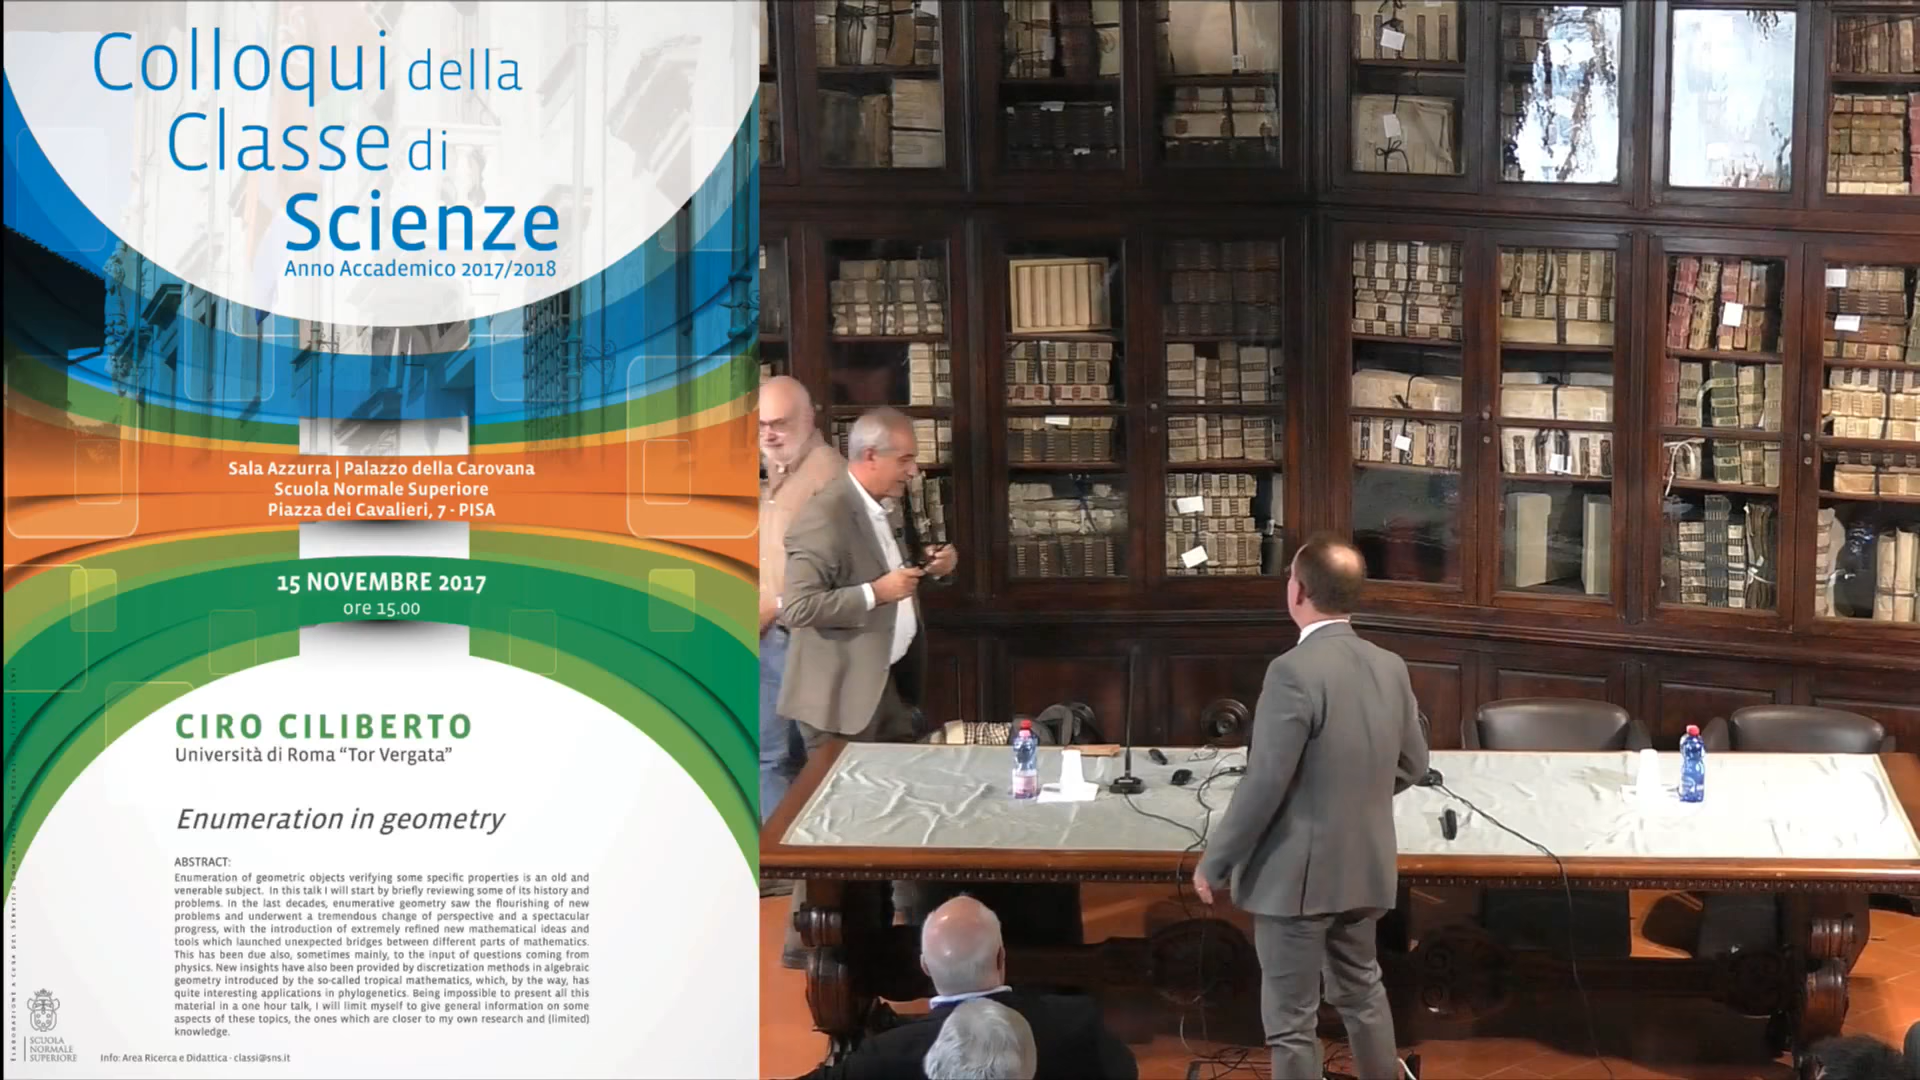 Colloqui della
Classe di
Scienze
Anno Accademico 2017/2018
Sala Azzurra | Palazzo della Carovana
Scuola Normale Superiore
Piazza dei Cavalieri, 7 - PISA
15 NOVEMBRE 2017
ore 15.00
CIRO CILIBERTO
Università di Roma “Tor Vergata”
Enumeration in geometry
ABSTRACT:
Enumeration of geometric objects verifying some specific properties is an old and
venerable subject. In this talk I will start by briefly reviewing some of its history and
problems. In the last decades, enumerative geometry saw the flourishing of new
problems and underwent a tremendous change of perspective and a spectacular
progress, with the introduction of extremely refined new mathematical ideas and
tools which launched unexpected bridges between different parts of mathematics.
This has been due also, sometimes mainly, to the input of questions coming from
physics. New insights have also been provided by discretization methods in algebraic
geometry introduced by the so-called tropical mathematics, which, by the way, has
quite interesting applications in phylogenetics. Being impossible to present all this
material in a one hour talk, I will limit myself to give general information on some
aspects of these topics, the ones which are closer to my own research and (limited)
knowledge.
SCUOLA
NORMALE
SUPERIORE
Info: Area Ricerca e Didattica - classi@sns.it